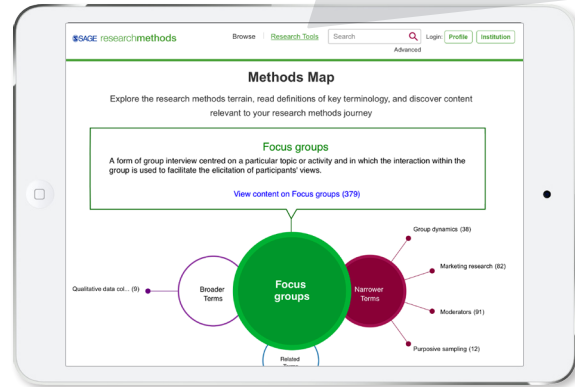 SAGE researchmethods
Browse Research Tools Search Login: Profile Institution
Advanced
Methods Map
Explore the research methods terrain, read definitions of key terminology, and discover content
relevant to your research methods journey
Focus groups
A form of group interview centred on a particular topic or activity and in which the interaction within the
group is used to facilitate the elicitation of participants' views.
View content on Focus groups (379)
Group dynamics (38)
Marketing research (82)
Qualitative data col... (9)
Broader
Terms
Focus
groups
Narrower
Terms
Moderators (91)
Purposive sampling (12)
Related